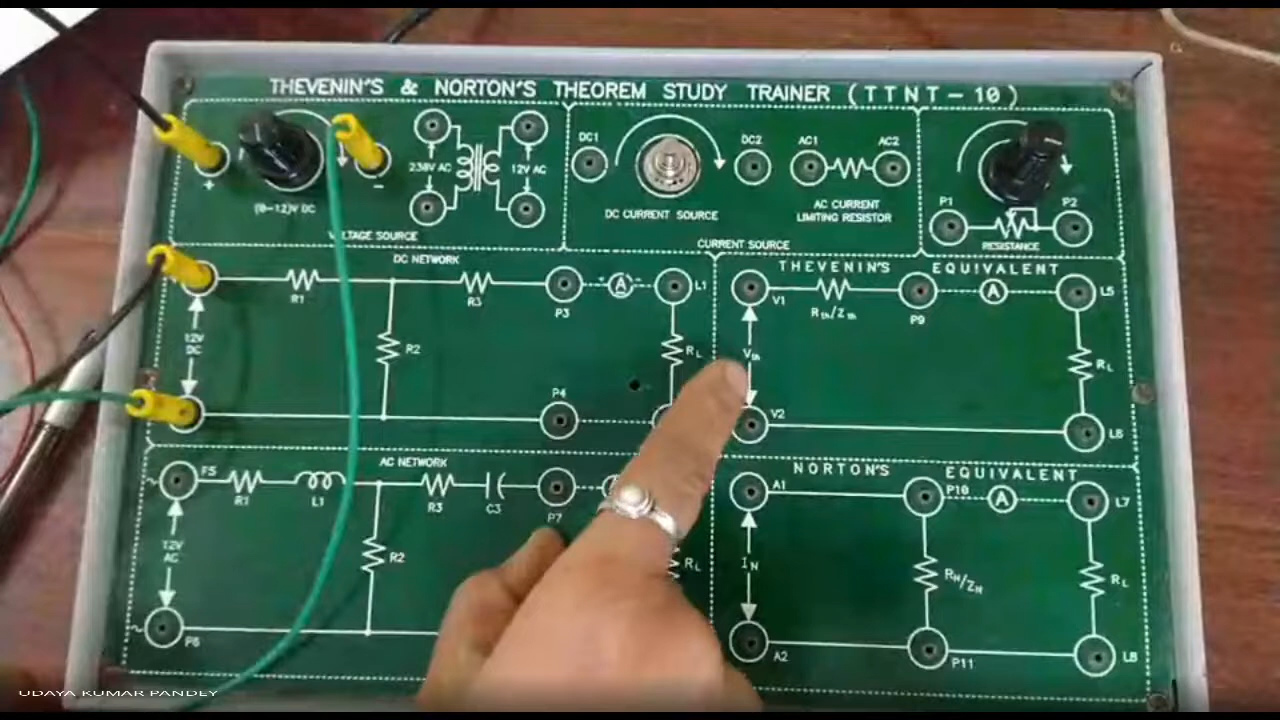 THEVENIN'S & NORTON'S THEOREM STUDY TRAINER (TTNT-10)
+
-
(0-12)V DC
230V AC
12V AC
VOLTAGE SOURCE
DC1
DC2
DC CURRENT SOURCE
AC1
AC2
AC CURRENT
LIMITING RESISTOR
CURRENT SOURCE
P1
P2
RESISTANCE
DC NETWORK
12V
DC
R1
R2
R3
P3
A
L1
RL
P4
THEVENIN'S EQUIVALENT
V1
Rth/Zth
P9
A
L5
Vth
RL
V2
L6
AC NETWORK
P5
R1
L1
R3
C3
P7
12V
AC
R2
RL
P6
NORTON'S EQUIVALENT
A1
P10
A
L7
IN
RN/ZN
RL
A2
P11
L8
UDAYA KUMAR PANDEY